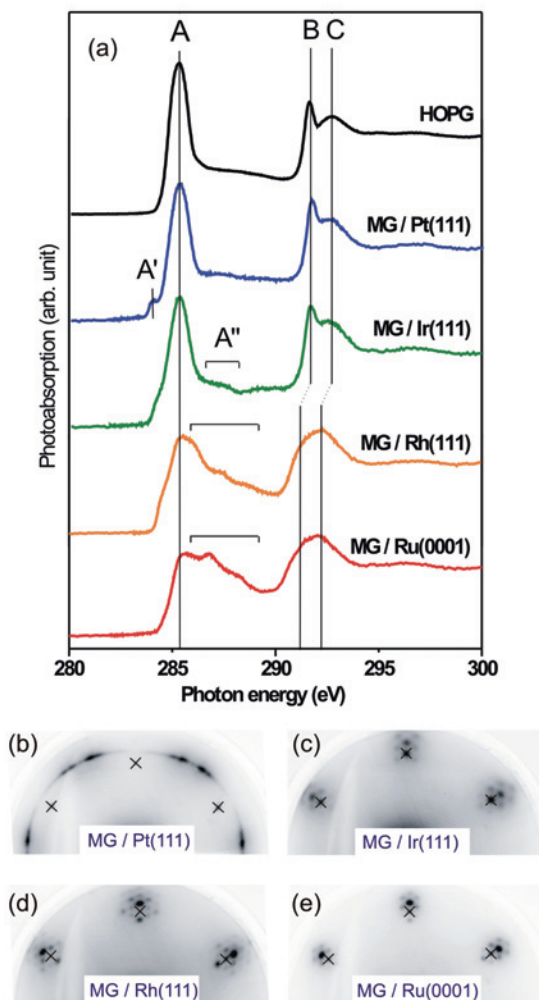 (a)
A
B C
HOPG
MG / Pt(111)
A'
A"
MG / Ir(111)
MG / Rh(111)
MG / Ru(0001)
Photoabsorption (arb. unit)
280 285 290 295 300
Photon energy (eV)
(b)
MG / Pt(111)
(c)
MG / Ir(111)
(d)
MG / Rh(111)
(e)
MG / Ru(0001)